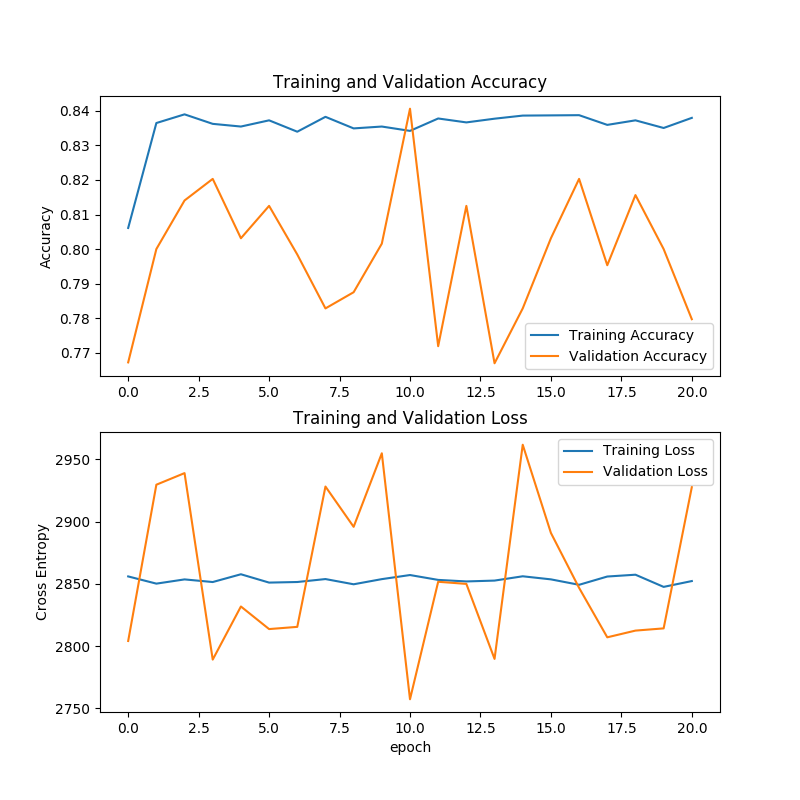 Training and Validation Accuracy
Accuracy
0.84
0.83
0.82
0.81
0.80
0.79
0.78
0.77
Training Accuracy
Validation Accuracy
0.0 2.5 5.0 7.5 10.0 12.5 15.0 17.5 20.0
Training and Validation Loss
Cross Entropy
2950
2900
2850
2800
2750
Training Loss
Validation Loss
0.0 2.5 5.0 7.5 10.0 12.5 15.0 17.5 20.0
epoch